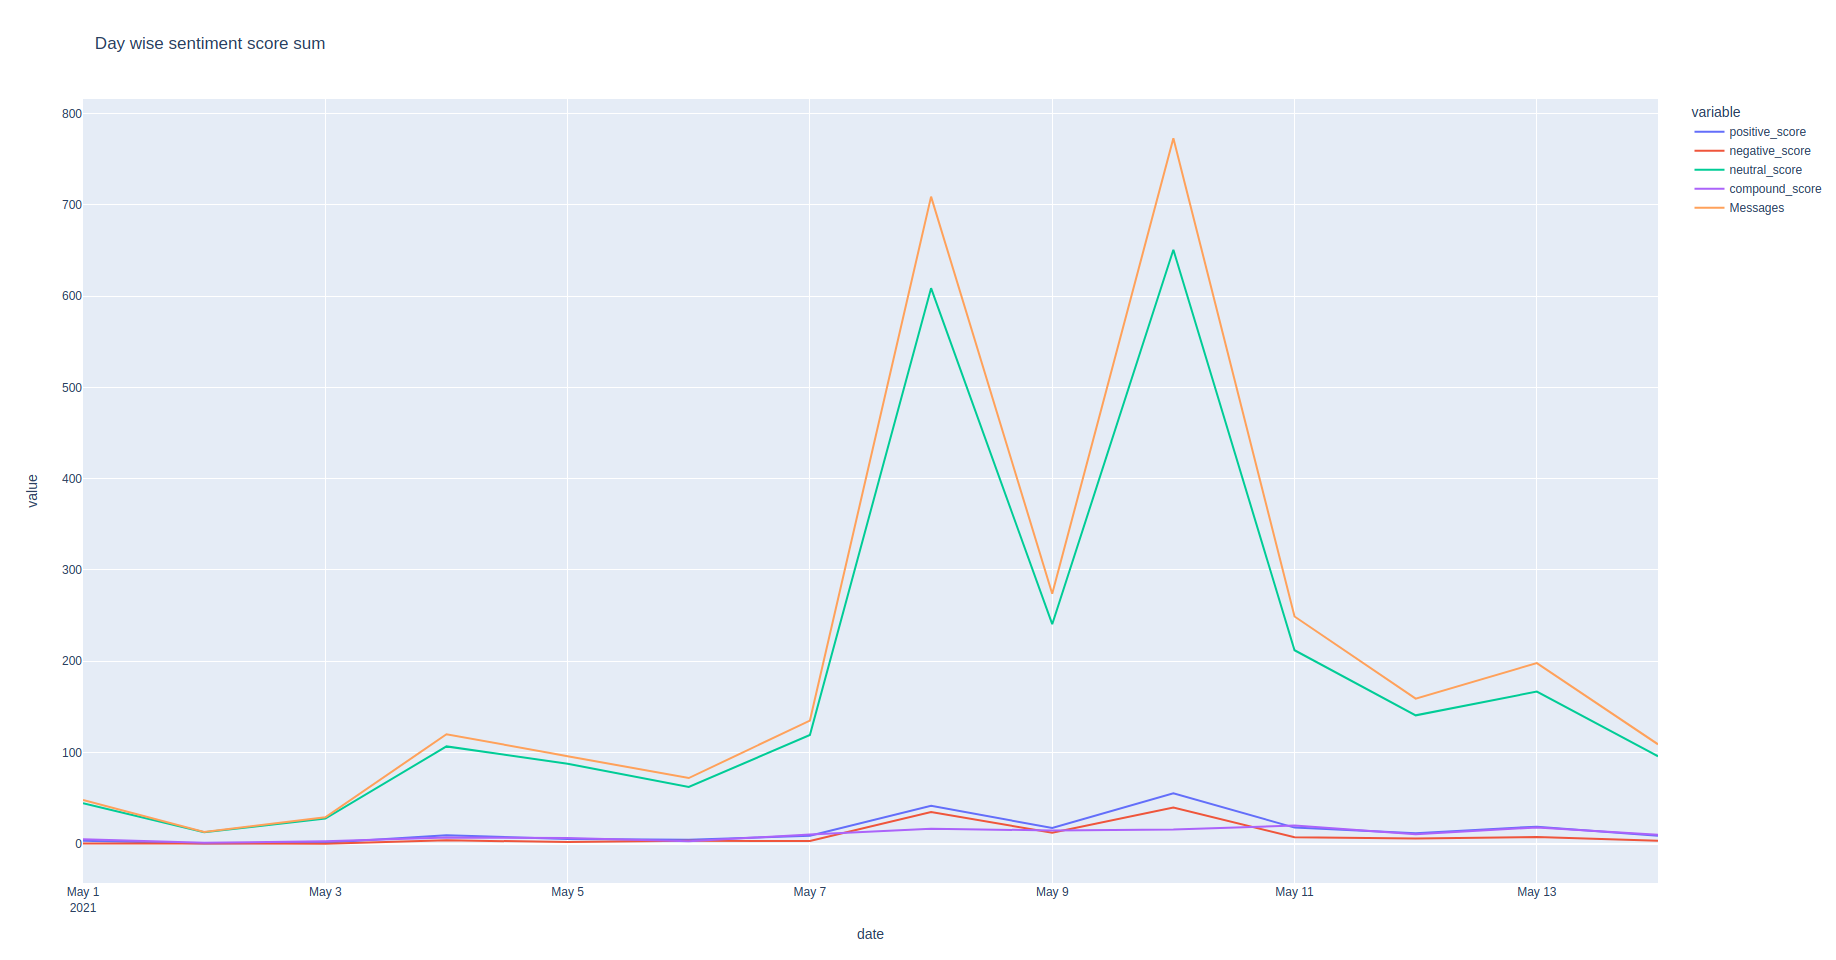 Day wise sentiment score sum
variable
positive_score
negative_score
neutral_score
compound_score
Messages
value
800
700
600
500
400
300
200
100
0
May 1
2021
May 3
May 5
May 7
May 9
May 11
May 13
date